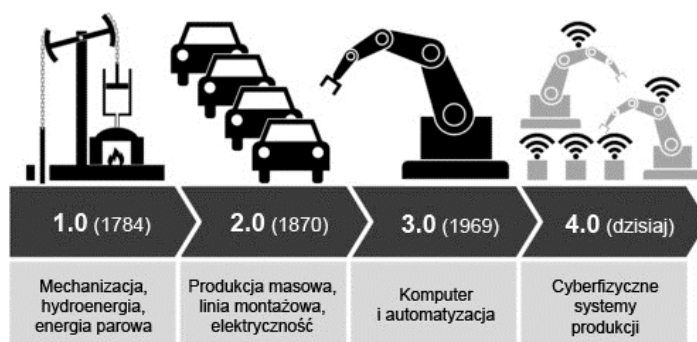 1.0 (1784)
2.0 (1870)
3.0 (1969)
4.0 (dzisiaj)
Mechanizacja,
hydroenergia,
energia parowa
Produkcja masowa,
linia montażowa,
elektryczność
Komputer
i automatyzacja
Cyberfizyczne
systemy
produkcji